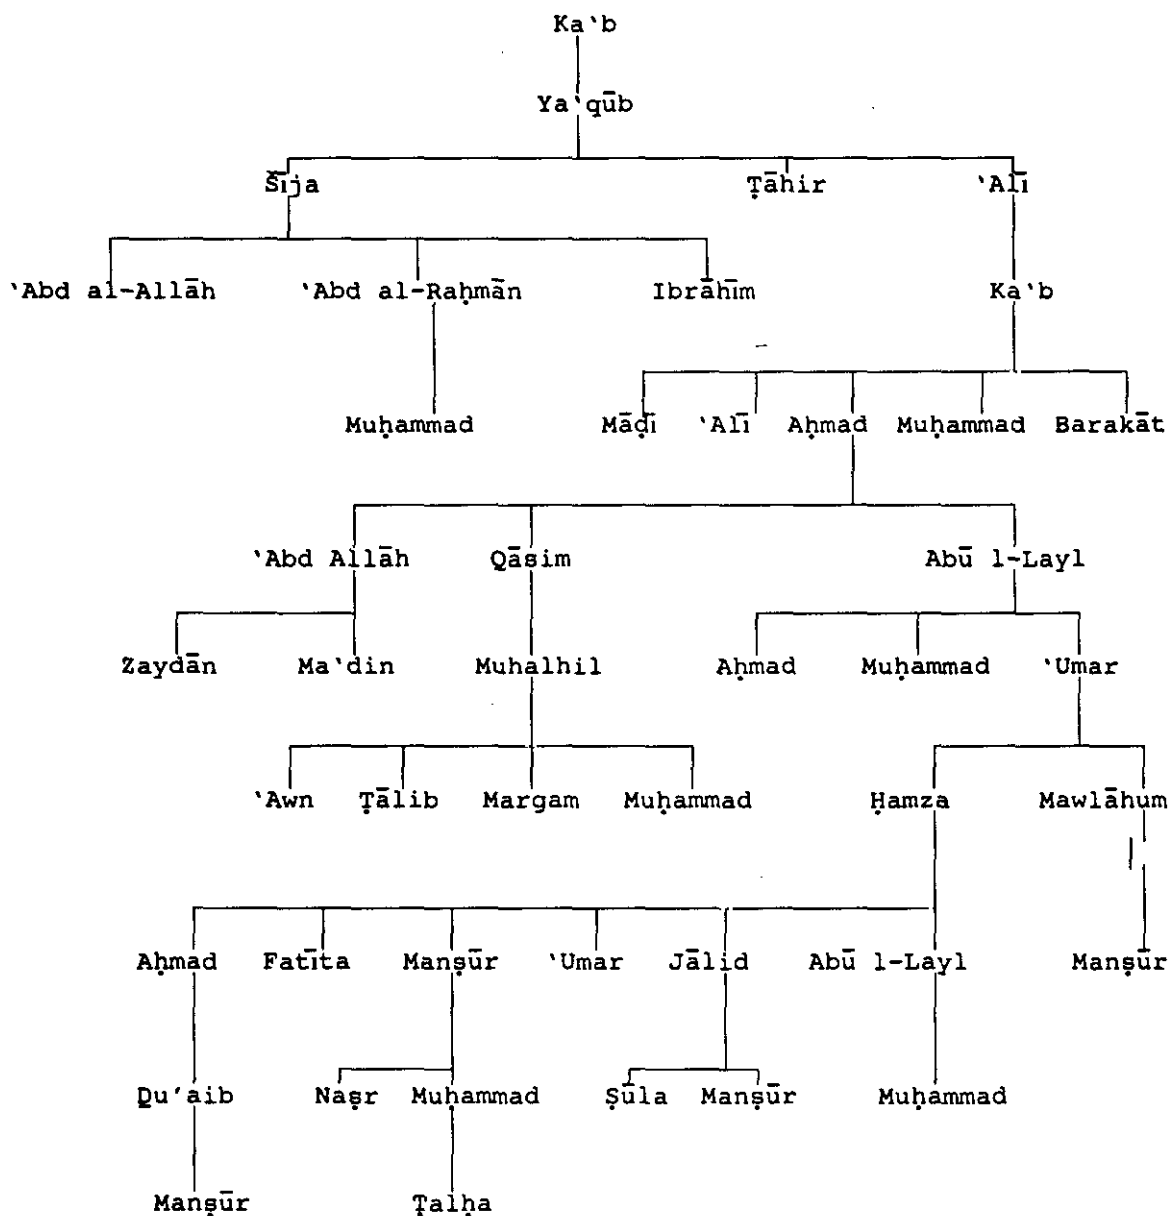 Ka‘b
Ya‘qūb
Šīja Ṭāhir ‘Alī
‘Abd al-Allāh ‘Abd al-Raḥmān Ibrāhīm Ka‘b
Muḥammad Māḍī ‘Alī Aḥmad Muḥammad Barakāt
‘Abd Allāh Qāsim Abū l-Layl
Zaydān Ma‘din Muhalhil Aḥmad Muḥammad ‘Umar
‘Awn Ṭālib Margam Muḥammad Ḥamza Mawlāhum
Aḥmad Fatīta Manṣūr ‘Umar Jālid Abū l-Layl Manṣūr
Ḏu’aib Naṣr Muḥammad Ṣūla Manṣūr Muḥammad
Manṣūr Ṭalḥa